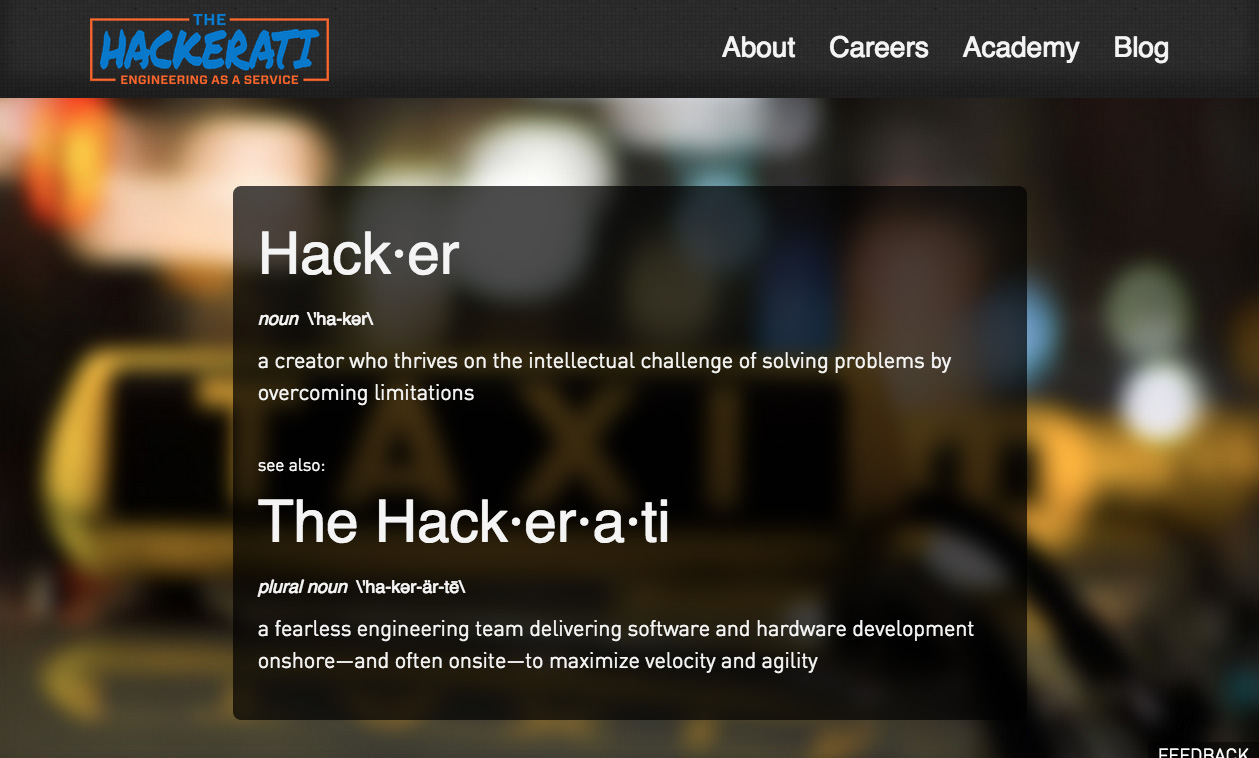 THE
HACKERATI
ENGINEERING AS A SERVICE
About Careers Academy Blog
Hack·er
noun \'ha-kər\
a creator who thrives on the intellectual challenge of solving problems by
overcoming limitations
see also:
The Hack·er·a·ti
plural noun \'ha-kər-är-tē\
a fearless engineering team delivering software and hardware development
onshore—and often onsite—to maximize velocity and agility
TAXI
FEEDBACK